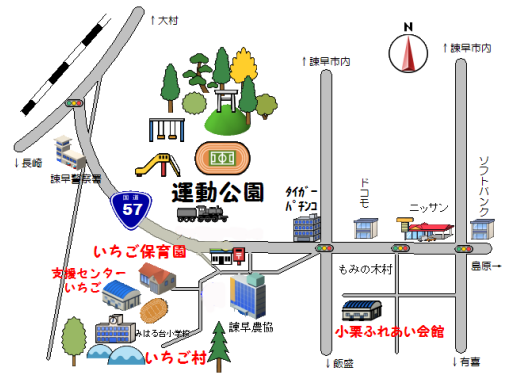 ↑大村
N
↑諫早市内
↑諫早市内
↓長崎
諫早警察署
国道
57
運動公園
ﾀｲｶﾞｰ
ﾊﾟﾁﾝｺ
ドコモ
ニッサン
ソフトバンク
いちご保育園
支援センター
いちご
もみの木村
島原→
みはる台小学校
諫早農協
小栗ふれあい会館
いちご村
↓飯盛
↓有喜